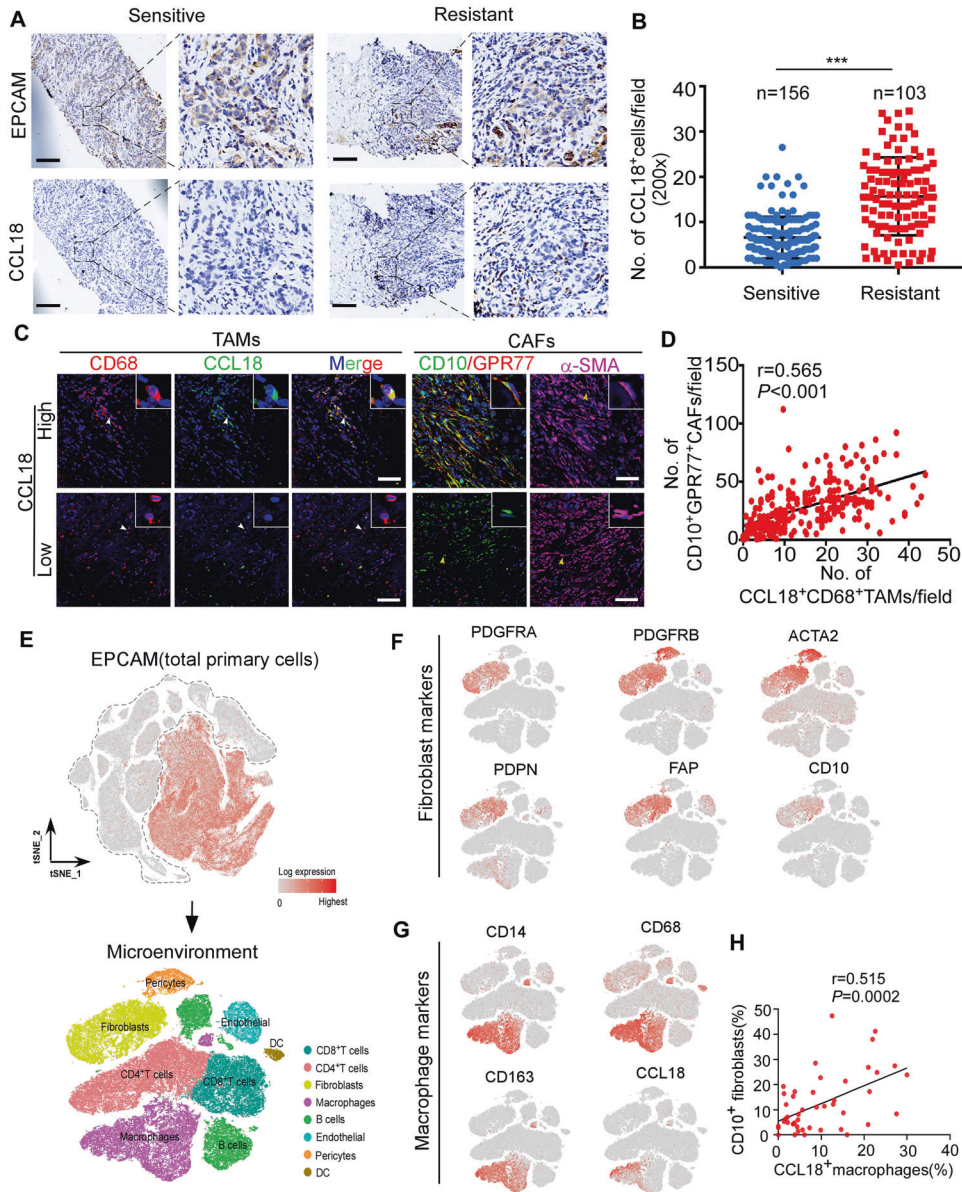 A
Sensitive
Resistant
EPCAM
CCL18
B
***
n=156
n=103
No. of CCL18+cells/field
(200x)
40
30
20
10
0
Sensitive
Resistant
C
TAMs
CAFs
CD68
CCL18
Merge
CD10/GPR77
α-SMA
CCL18
High
Low
D
r=0.565
P<0.001
No. of
CD10+GPR77+CAFs/field
150
100
50
0
0
10
20
30
40
50
No. of
CCL18+CD68+TAMs/field
E
EPCAM(total primary cells)
tSNE_2
tSNE_1
Log expression
0
Highest
Microenvironment
Pericytes
Fibroblasts
Endothelial
DC
CD4+T cells
CD8+T cells
Macrophages
B cells
CD8+T cells
CD4+T cells
Fibroblasts
Macrophages
B cells
Endothelial
Pericytes
DC
F
Fibroblast markers
PDGFRA
PDGFRB
ACTA2
PDPN
FAP
CD10
G
Macrophage markers
CD14
CD68
CD163
CCL18
H
r=0.515
P=0.0002
CD10+ fibroblasts(%)
50
40
30
20
10
0
0
10
20
30
40
CCL18+macrophages(%)